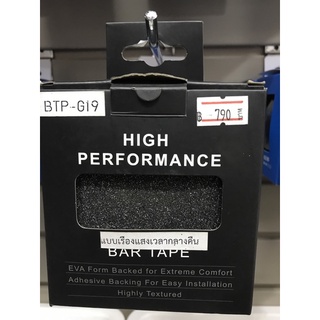 BTP-G19
B 790
HIGH
PERFORMANCE
แบบเรืองแสงเวลากลางคืน
BAR TAPE
EVA Form Backed for Extreme Comfort
Adhesive Backing For Easy Installation
Highly Textured